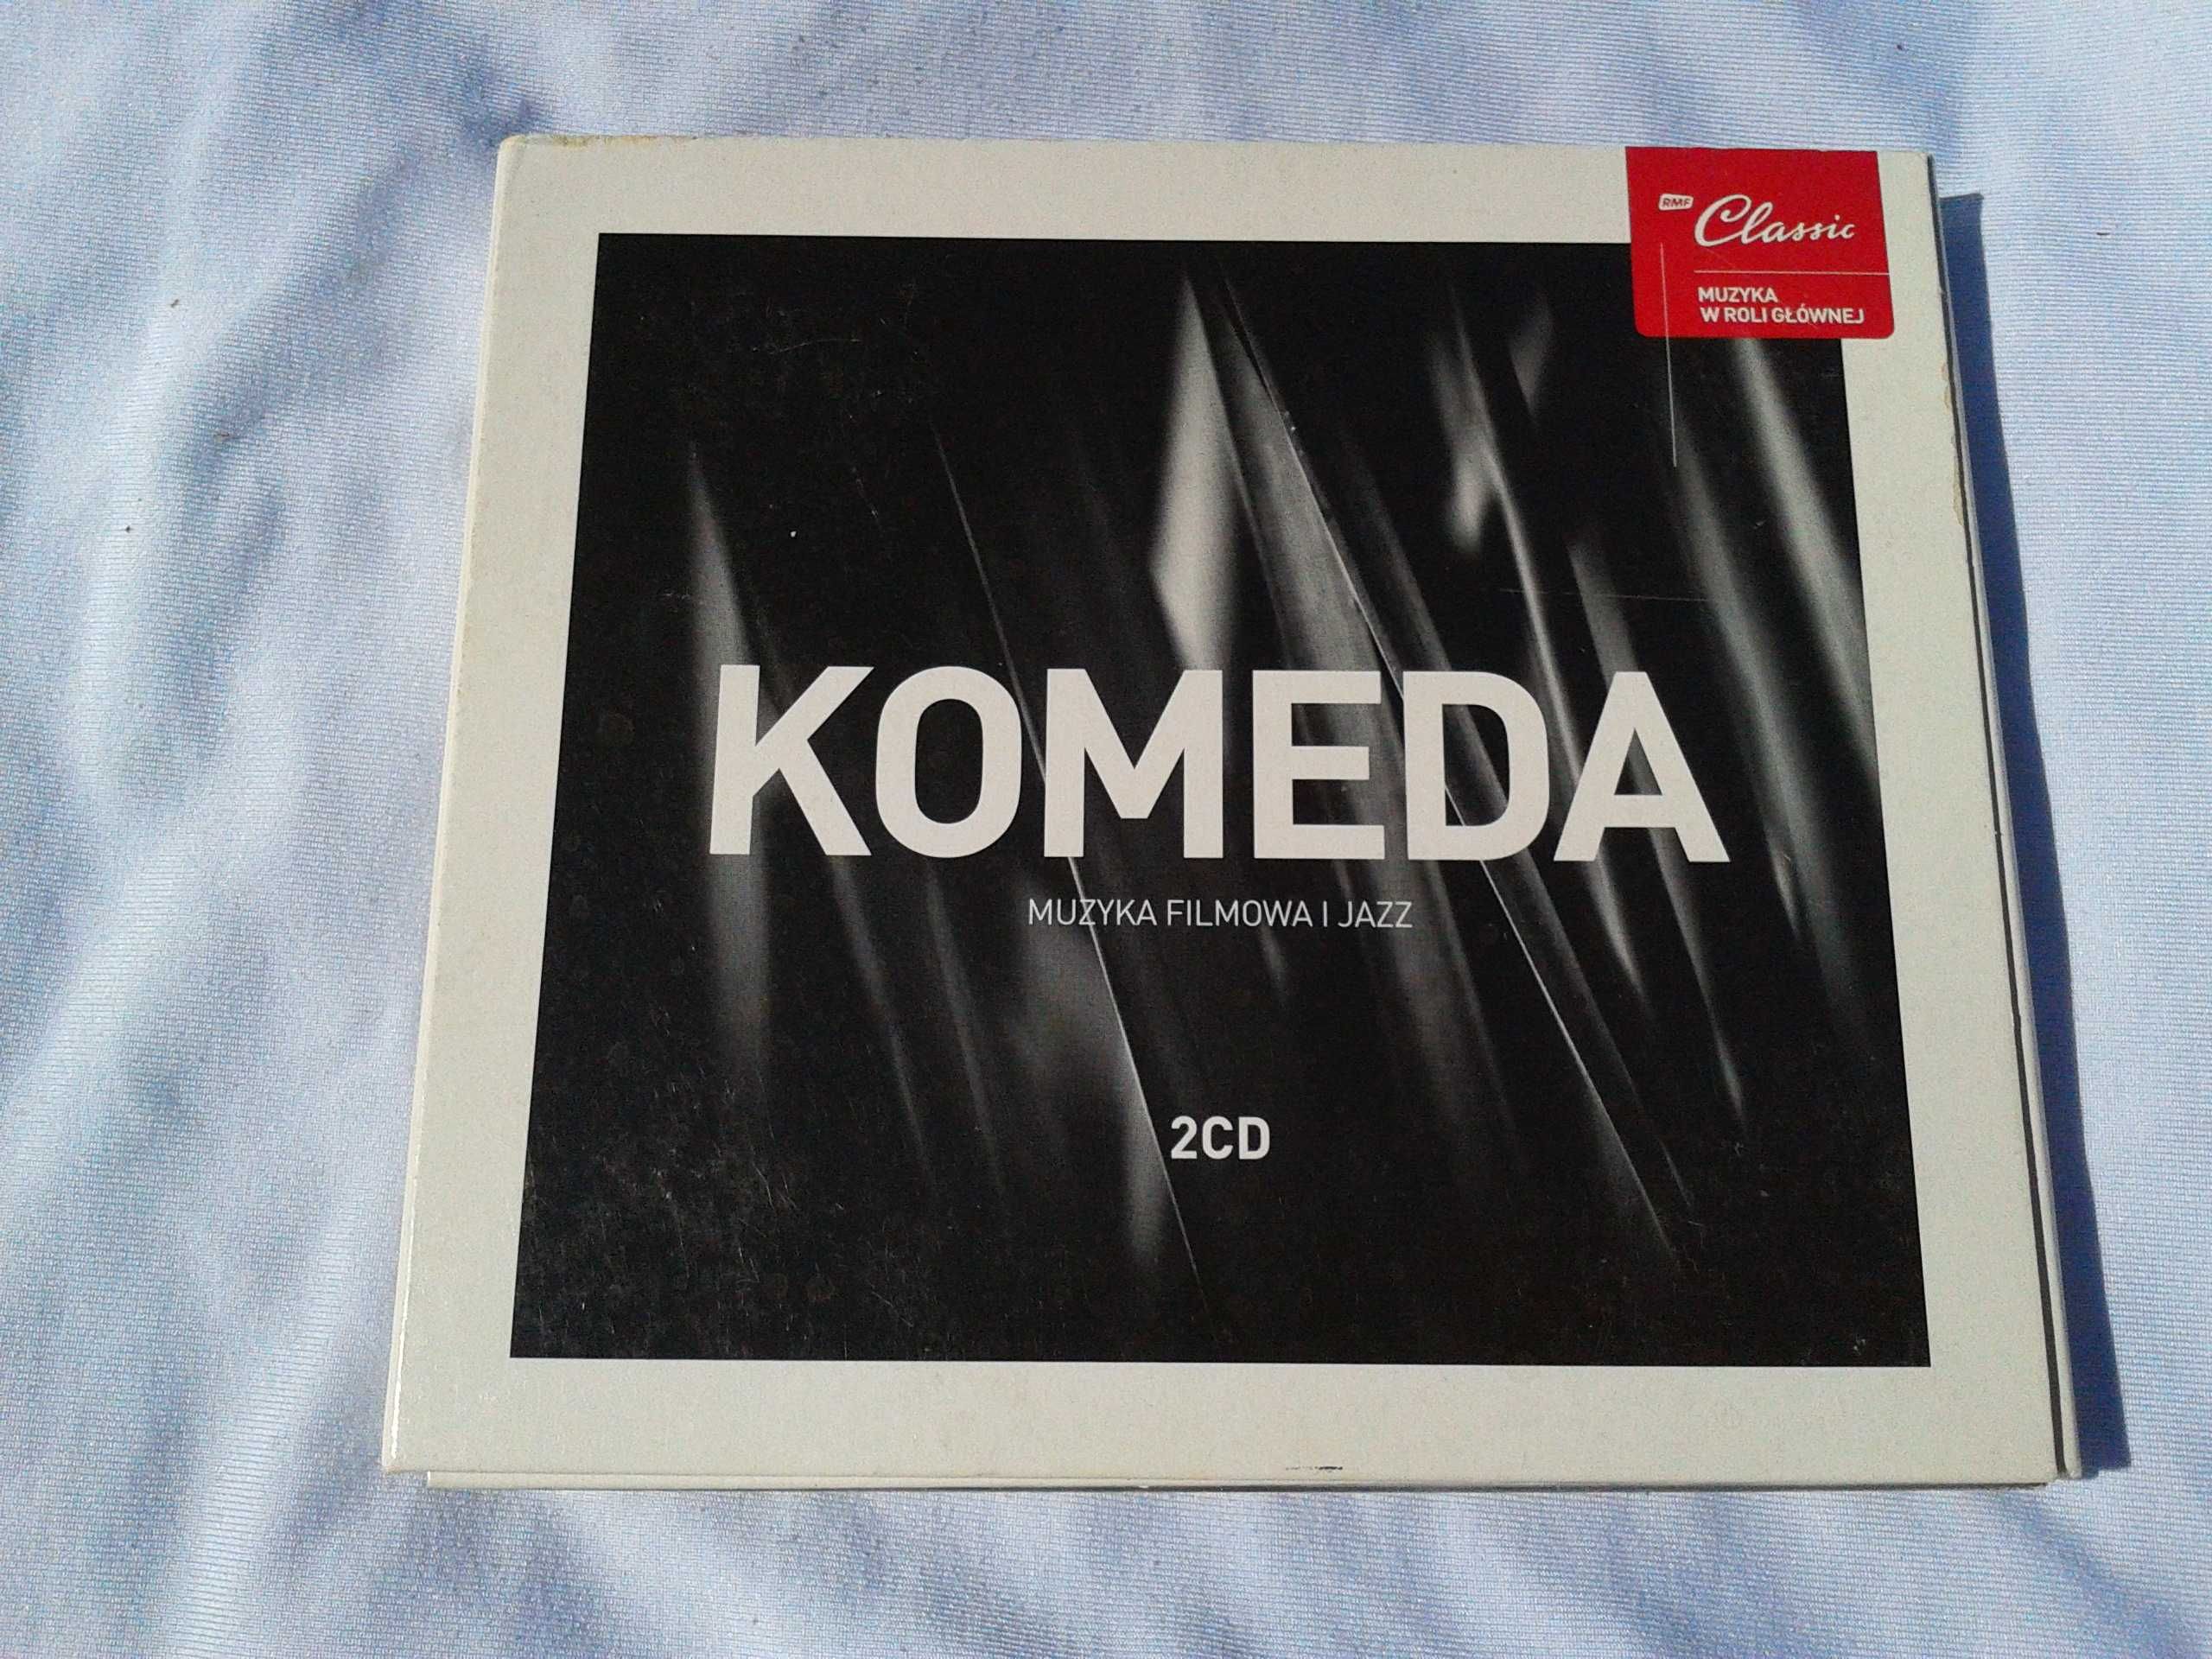 RMF Classic
MUZYKA
W ROLI GŁÓWNEJ
KOMEDA
MUZYKA FILMOWA I JAZZ
2CD